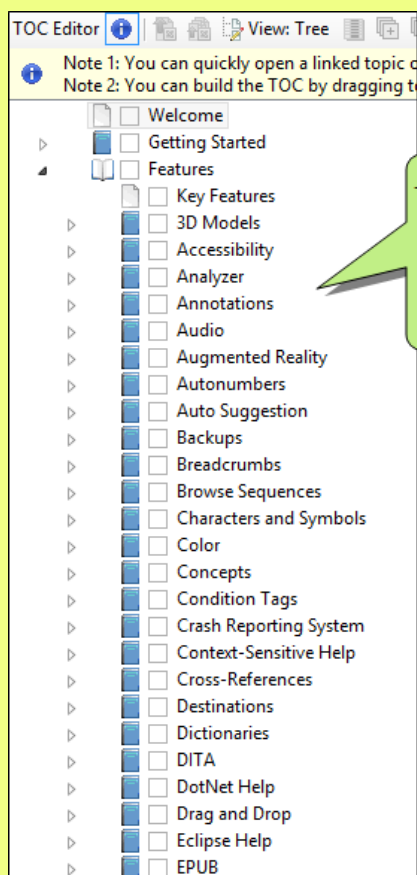 TOC Editor View: Tree
Note 1: You can quickly open a linked topic
Note 2: You can build the TOC by dragging
Welcome
Getting Started
Features
Key Features
3D Models
Accessibility
Analyzer
Annotations
Audio
Augmented Reality
Autonumbers
Auto Suggestion
Backups
Breadcrumbs
Browse Sequences
Characters and Symbols
Color
Concepts
Condition Tags
Crash Reporting System
Context-Sensitive Help
Cross-References
Destinations
Dictionaries
DITA
DotNet Help
Drag and Drop
Eclipse Help
EPUB